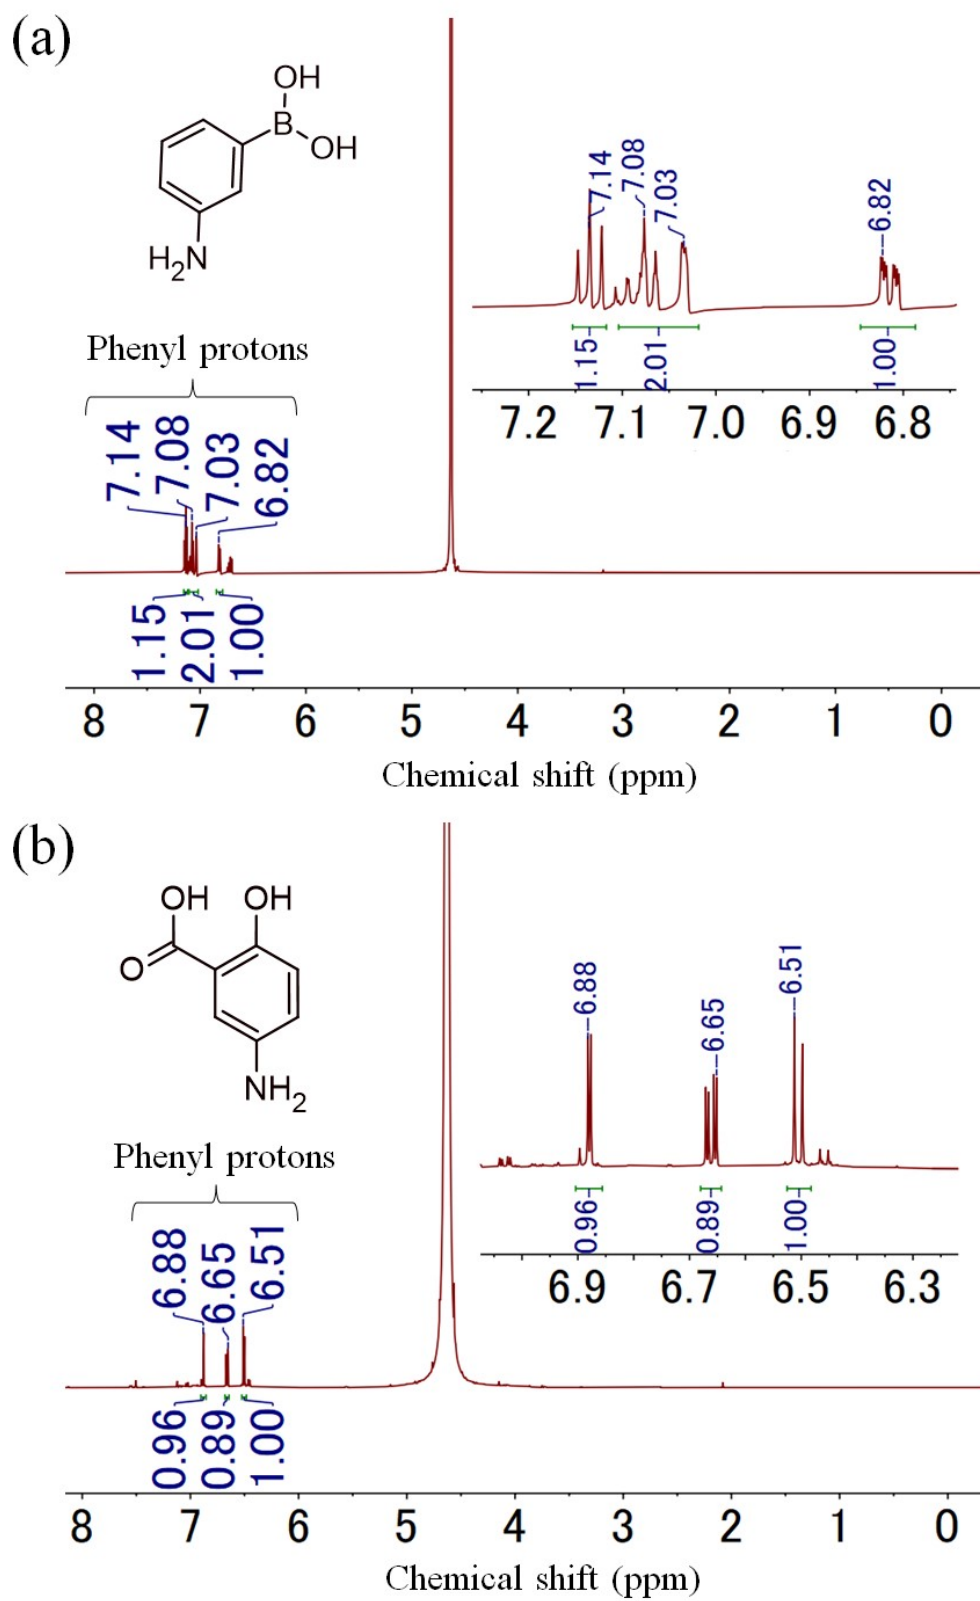 (a)
OH
B
OH
H2N
Phenyl protons
7.14
7.08
7.03
6.82
1.15
2.01
1.00
7.14
7.08
7.03
6.82
1.15
2.01
1.00
7.2 7.1 7.0 6.9 6.8
8 7 6 5 4 3 2 1 0
Chemical shift (ppm)
(b)
OH OH
O
NH2
Phenyl protons
6.88
6.65
6.51
0.96
0.89
1.00
6.88
6.65
6.51
0.96
0.89
1.00
6.9 6.7 6.5 6.3
8 7 6 5 4 3 2 1 0
Chemical shift (ppm)